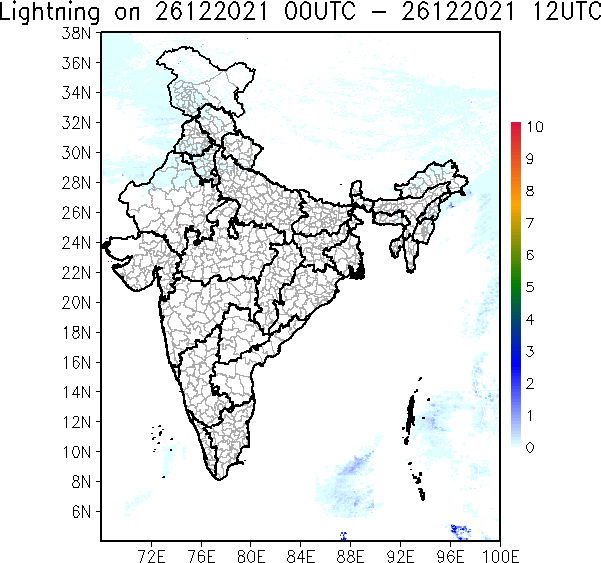 Lightning on 26122021 00UTC – 26122021 12UTC
38N
36N
34N
32N
30N
28N
26N
24N
22N
20N
18N
16N
14N
12N
10N
8N
6N
72E 76E 80E 84E 88E 92E 96E 100E
10
9
8
7
6
5
4
3
2
1
0